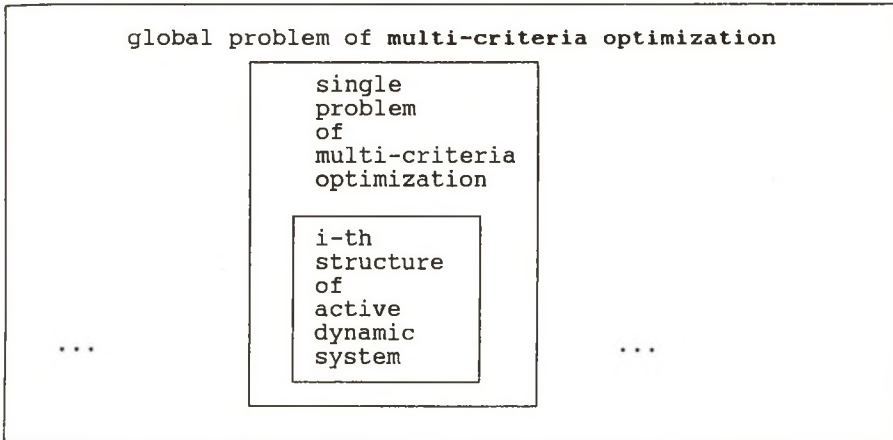 global problem of multi-criteria optimization
single
problem
of
multi-criteria
optimization
i-th
structure
of
active
dynamic
system
... ...